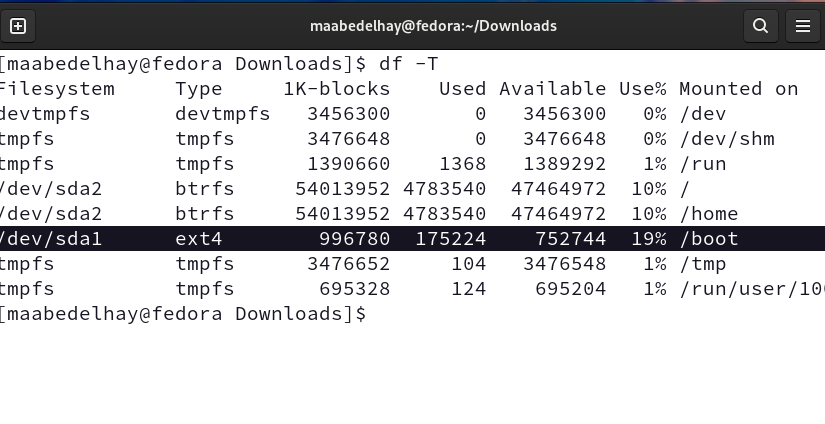 maabedelhay@fedora:~/Downloads
[maabedelhay@fedora Downloads]$ df -T
Filesystem     Type     1K-blocks    Used Available Use% Mounted on
devtmpfs       devtmpfs   3456300       0   3456300   0% /dev
tmpfs          tmpfs      3476648       0   3476648   0% /dev/shm
tmpfs          tmpfs      1390660    1368   1389292   1% /run
/dev/sda2      btrfs     54013952 4783540  47464972  10% /
/dev/sda2      btrfs     54013952 4783540  47464972  10% /home
/dev/sda1      ext4        996780  175224    752744  19% /boot
tmpfs          tmpfs      3476652     104   3476548   1% /tmp
tmpfs          tmpfs       695328     124    695204   1% /run/user/100
[maabedelhay@fedora Downloads]$